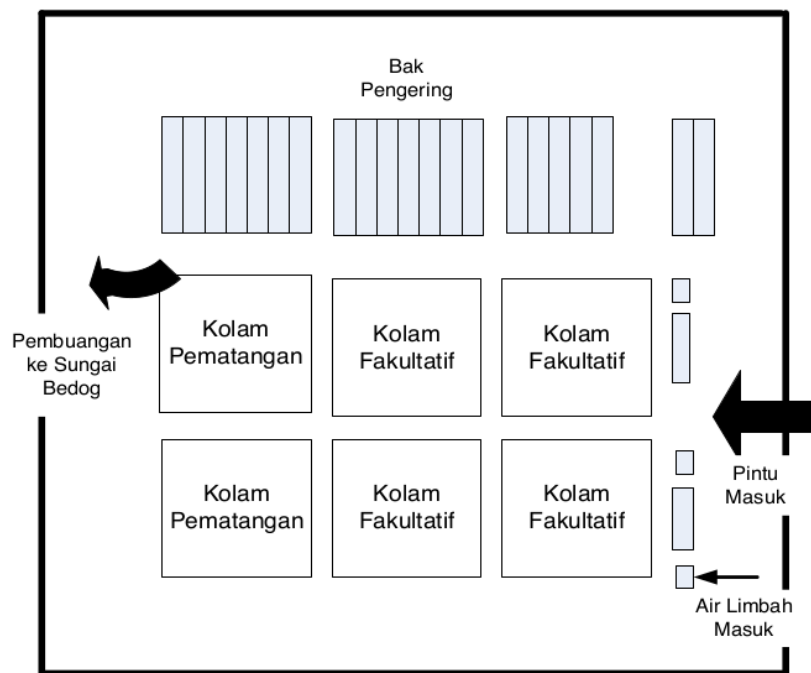 Bak
Pengering
Kolam
Pematangan
Kolam
Fakultatif
Kolam
Fakultatif
Pembuangan
ke Sungai
Bedog
Kolam
Pematangan
Kolam
Fakultatif
Kolam
Fakultatif
Pintu
Masuk
Air Limbah
Masuk